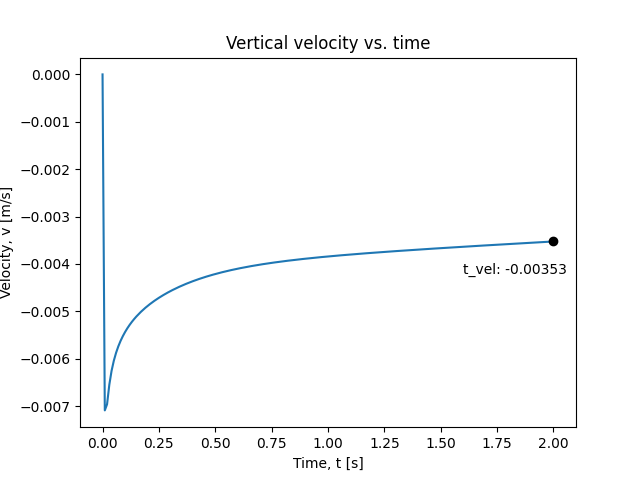 Vertical velocity vs. time
Velocity, v [m/s]
0.000
−0.001
−0.002
−0.003
−0.004
−0.005
−0.006
−0.007
t_vel: -0.00353
0.00 0.25 0.50 0.75 1.00 1.25 1.50 1.75 2.00
Time, t [s]